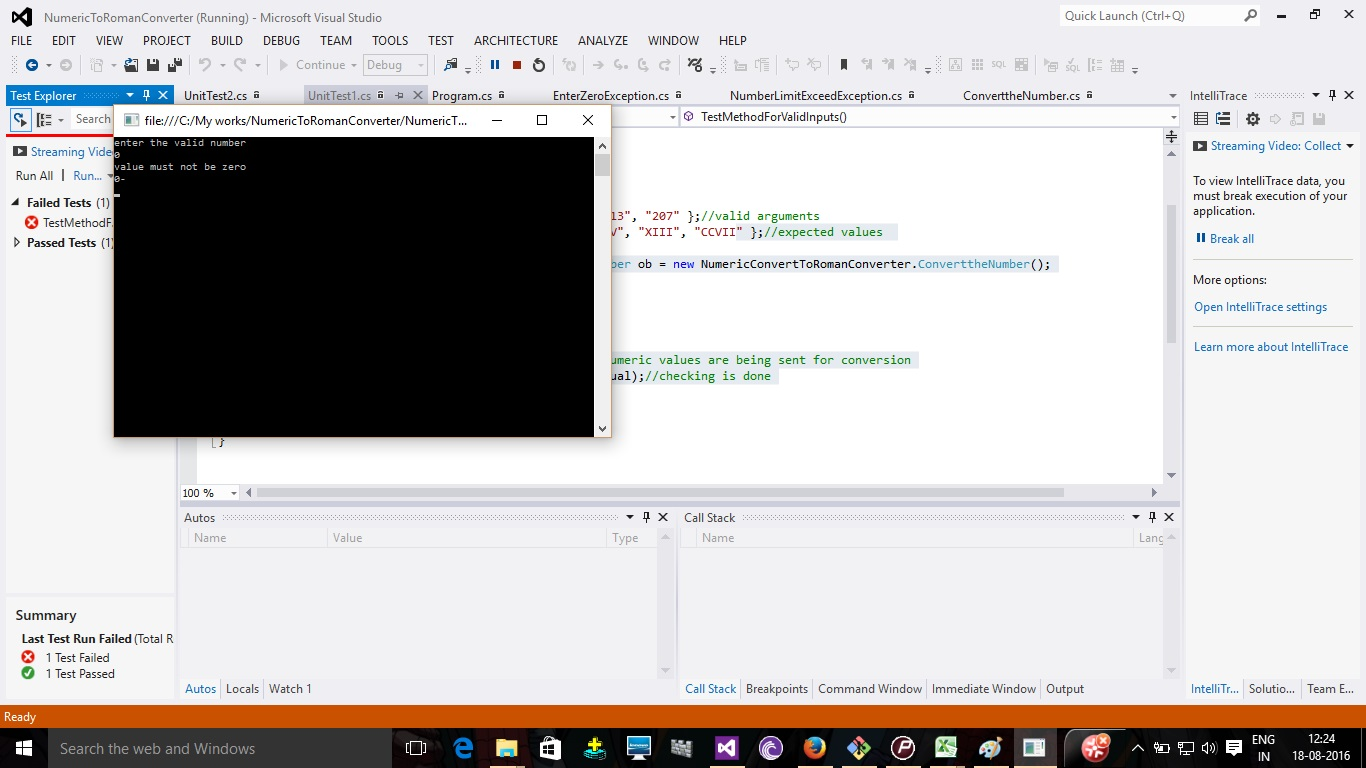 NumericToRomanConverter (Running) - Microsoft Visual Studio
Quick Launch (Ctrl+Q)
FILE EDIT VIEW PROJECT BUILD DEBUG TEAM TOOLS TEST ARCHITECTURE ANALYZE WINDOW HELP
Continue Debug
Test Explorer
UnitTest2.cs UnitTest1.cs Program.cs EnterZeroException.cs NumberLimitExceedException.cs ConverttheNumber.cs
IntelliTrace
Search
file:///C:/My works/NumericToRomanConverter/NumericT...
TestMethodForValidInputs()
enter the valid number
0
value must not be zero
0-
Streaming Vide
Run All | Run...
Failed Tests (1)
TestMethodF
Passed Tests (1)
13", "207" };//valid arguments
V", "XIII", "CCVII" };//expected values
ber ob = new NumericConvertToRomanConverter.ConverttheNumber();
umeric values are being sent for conversion
ual);//checking is done
}
100 %
Streaming Video: Collect
To view IntelliTrace data, you
must break execution of your
application.
Break all
More options:
Open IntelliTrace settings
Learn more about IntelliTrace
Autos
Name Value Type
Call Stack
Name Lang
Summary
Last Test Run Failed (Total R
1 Test Failed
1 Test Passed
Autos Locals Watch 1
Call Stack Breakpoints Command Window Immediate Window Output
IntelliTr... Solutio... Team E...
Ready
Search the web and Windows
ENG
IN
12:24
18-08-2016